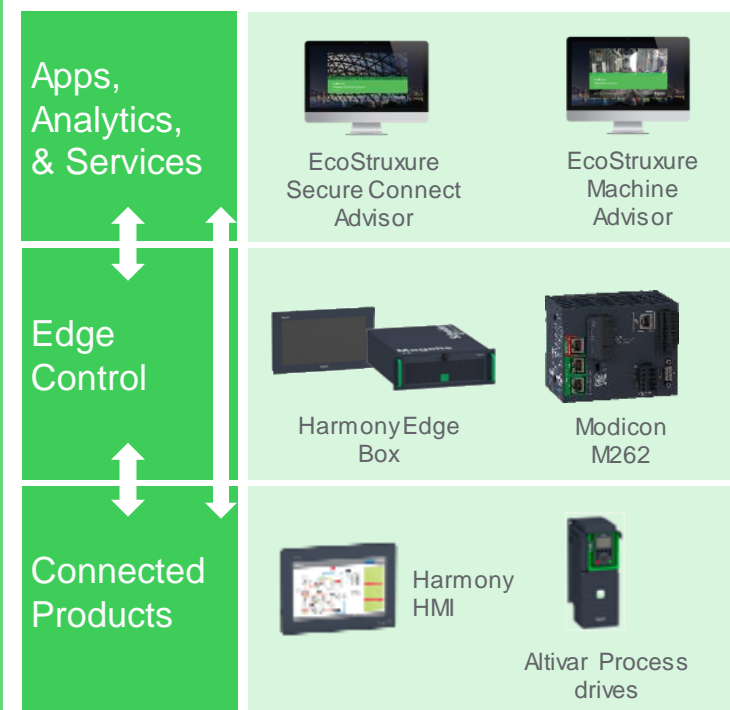 Apps,
Analytics,
& Services
EcoStruxure
Secure Connect
Advisor
EcoStruxure
Machine
Advisor
Edge
Control
Magelis
Harmony Edge
Box
Modicon
M262
Connected
Products
Harmony
HMI
Altivar Process
drives